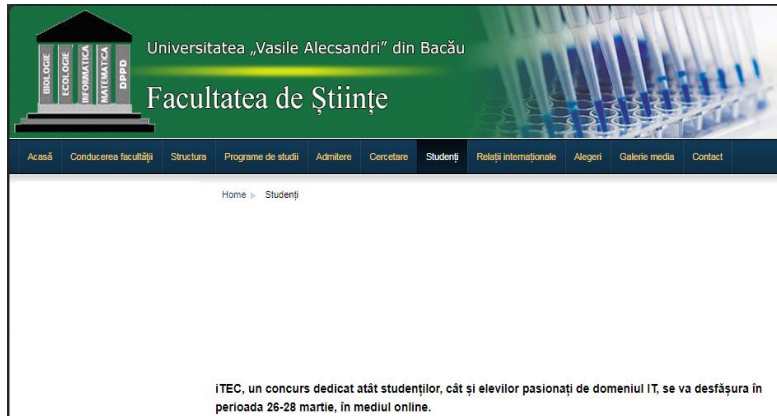 BIOLOGIE
ECOLOGIE
INFORMATICA
MATEMATICA
DPPD
Universitatea „Vasile Alecsandri” din Bacău
Facultatea de Științe
Acasă Conducerea facultății Structura Programe de studii Admitere Cercetare Studenți Relații internaționale Alegeri Galerie media Contact
Home Studenți
iTEC, un concurs dedicat atât studenților, cât și elevilor pasionați de domeniul IT, se va desfășura în
perioada 26-28 martie, în mediul online.